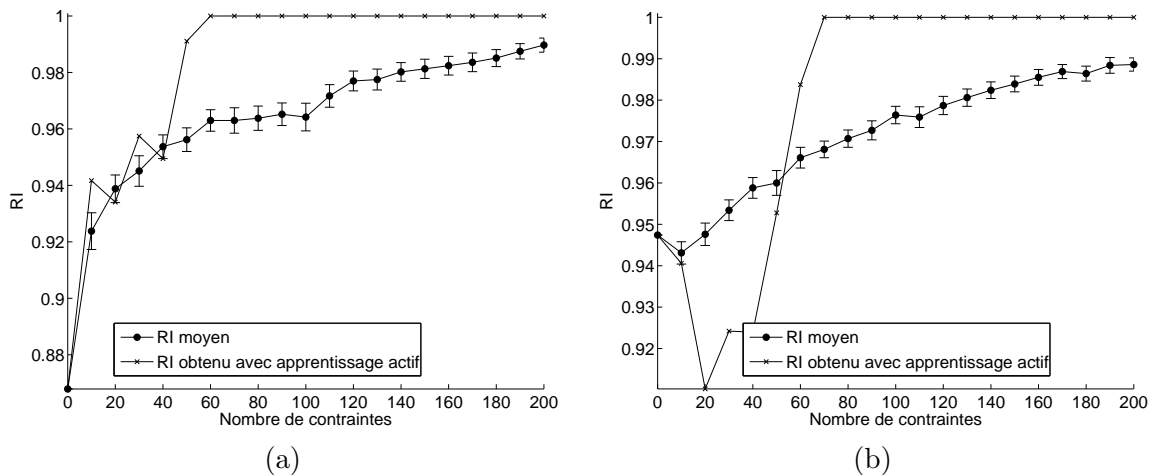 1
0.98
0.96
0.94
0.92
0.9
0.88
RI
RI moyen
RI obtenu avec apprentissage actif
0 20 40 60 80 100 120 140 160 180 200
Nombre de contraintes
(a)
1
0.99
0.98
0.97
0.96
0.95
0.94
0.93
0.92
RI
RI moyen
RI obtenu avec apprentissage actif
0 20 40 60 80 100 120 140 160 180 200
Nombre de contraintes
(b)